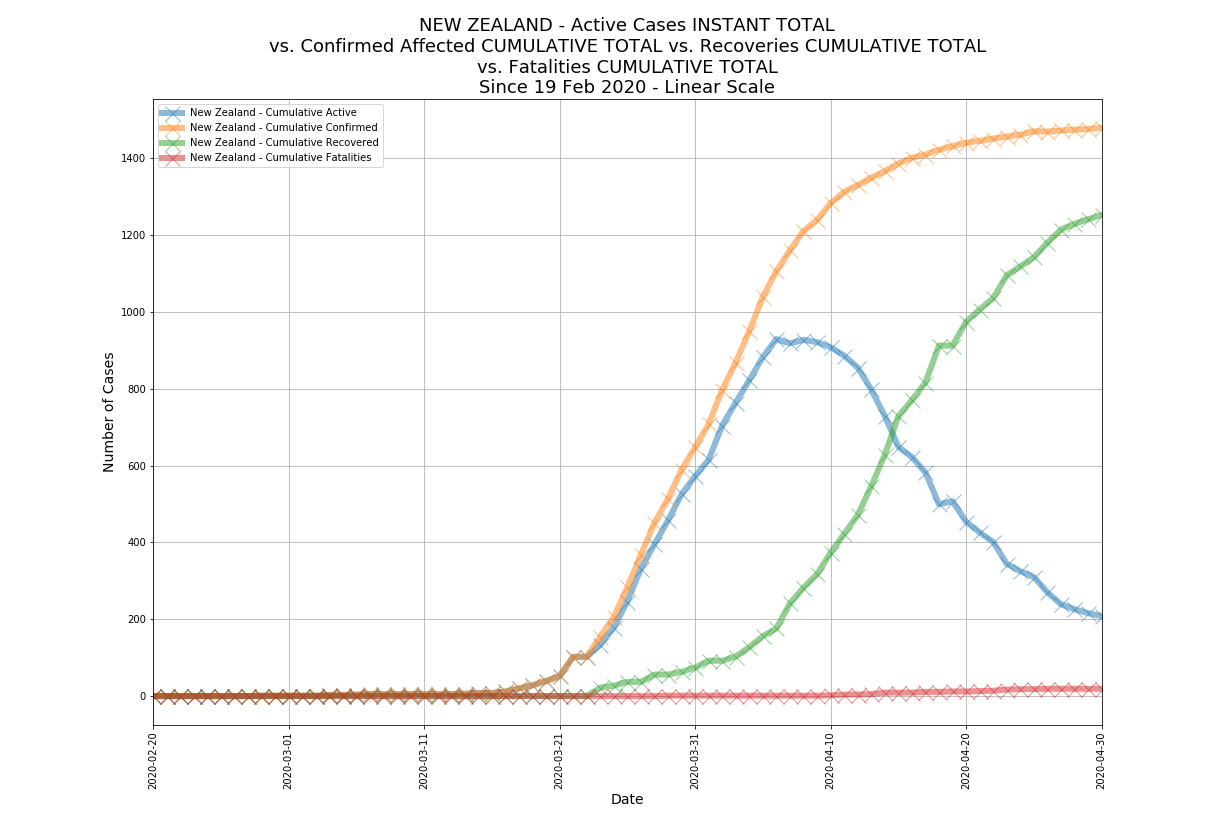 NEW ZEALAND - Active Cases INSTANT TOTAL
vs. Confirmed Affected CUMULATIVE TOTAL vs. Recoveries CUMULATIVE TOTAL
vs. Fatalities CUMULATIVE TOTAL
Since 19 Feb 2020 - Linear Scale
New Zealand - Cumulative Active
New Zealand - Cumulative Confirmed
New Zealand - Cumulative Recovered
New Zealand - Cumulative Fatalities
Number of Cases
1400
1200
1000
800
600
400
200
0
2020-02-20
2020-03-01
2020-03-11
2020-03-21
2020-03-31
2020-04-10
2020-04-20
2020-04-30
Date